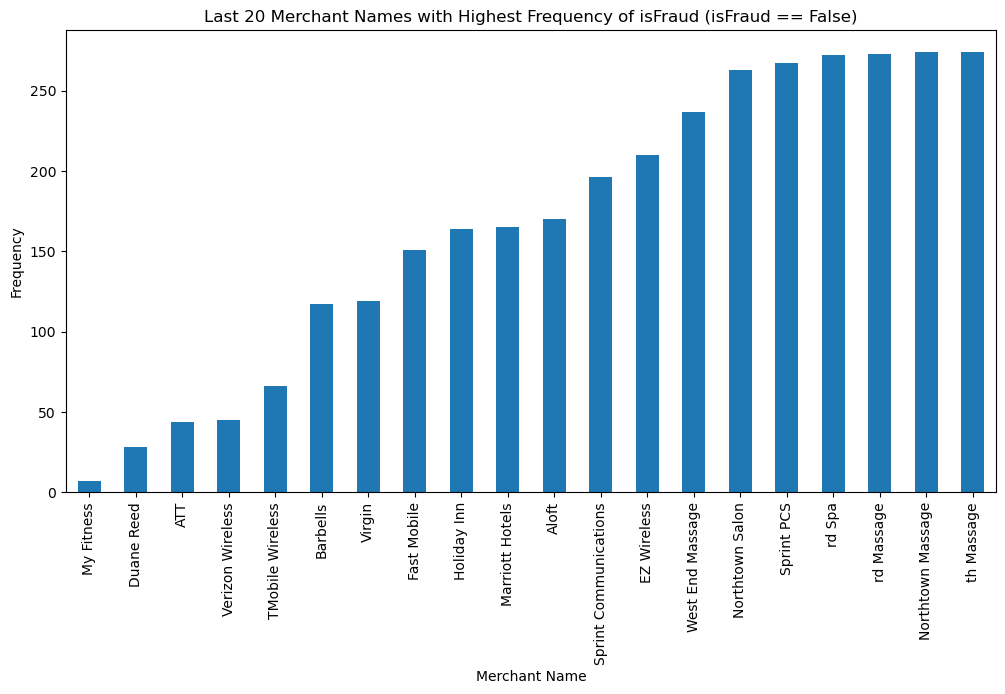 Last 20 Merchant Names with Highest Frequency of isFraud (isFraud == False)
Frequency
250
200
150
100
50
0
My Fitness
Duane Reed
ATT
Verizon Wireless
TMobile Wireless
Barbells
Virgin
Fast Mobile
Holiday Inn
Marriott Hotels
Aloft
Sprint Communications
EZ Wireless
West End Massage
Northtown Salon
Sprint PCS
rd Spa
rd Massage
Northtown Massage
th Massage
Merchant Name